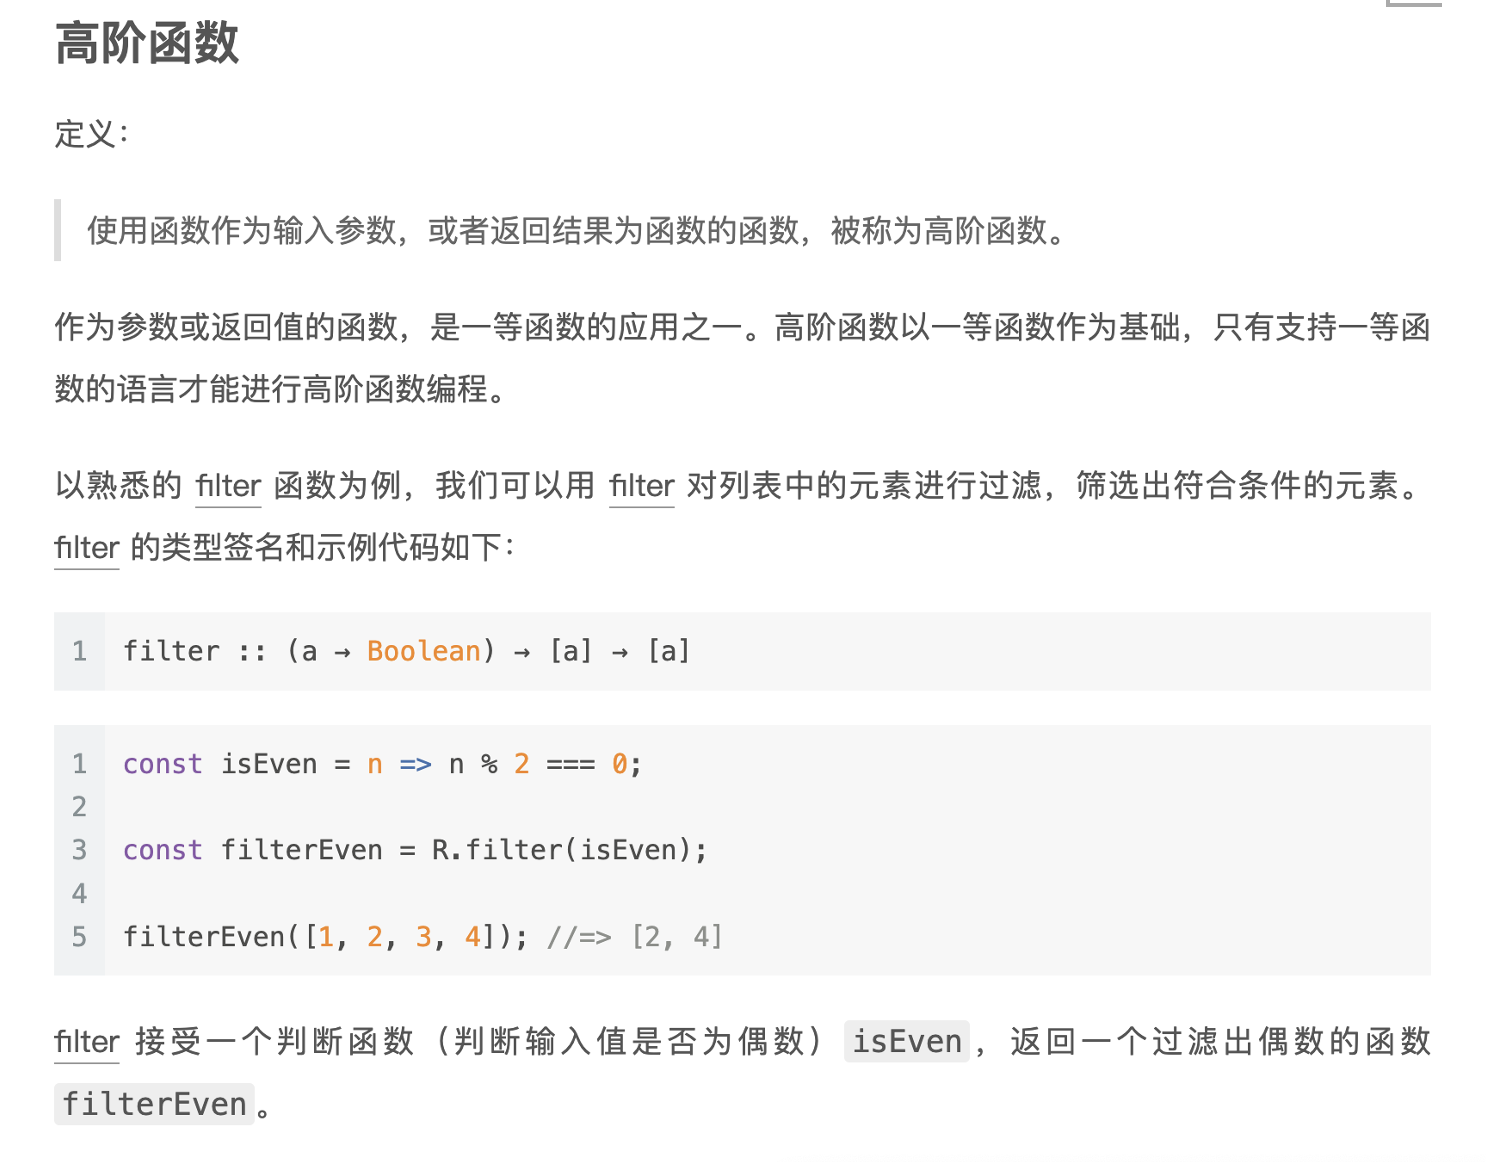 高阶函数
定义：
使用函数作为输入参数，或者返回结果为函数的函数，被称为高阶函数。
作为参数或返回值的函数，是一等函数的应用之一。高阶函数以一等函数作为基础，只有支持一等函
数的语言才能进行高阶函数编程。
以熟悉的 filter 函数为例，我们可以用 filter 对列表中的元素进行过滤，筛选出符合条件的元素。
filter 的类型签名和示例代码如下：
1 filter :: (a → Boolean) → [a] → [a]
1 const isEven = n => n % 2 === 0;
2
3 const filterEven = R.filter(isEven);
4
5 filterEven([1, 2, 3, 4]); //=> [2, 4]
filter 接受一个判断函数（判断输入值是否为偶数） isEven ，返回一个过滤出偶数的函数
filterEven 。